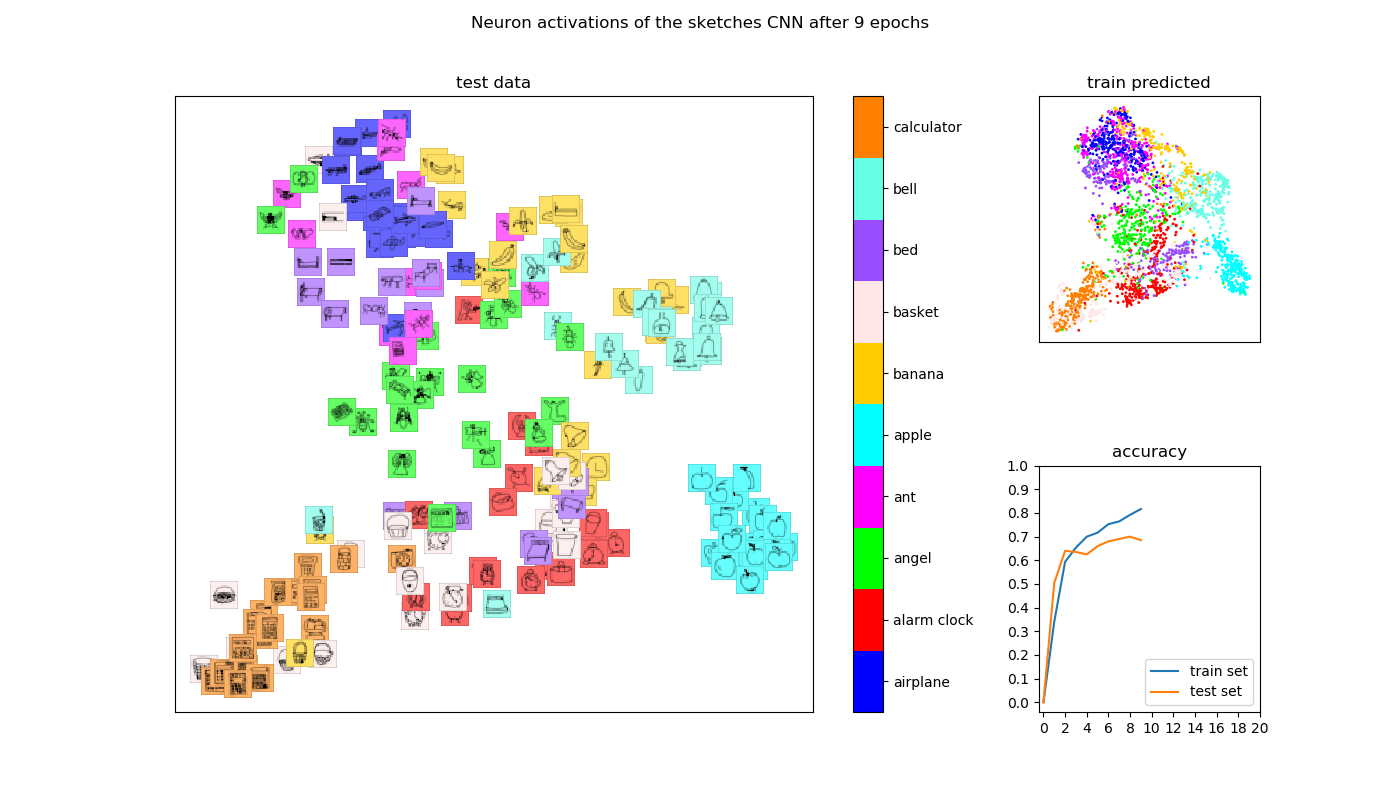 Neuron activations of the sketches CNN after 9 epochs
test data
calculator
bell
bed
basket
banana
apple
ant
angel
alarm clock
airplane
train predicted
accuracy
1.0
0.9
0.8
0.7
0.6
0.5
0.4
0.3
0.2
0.1
0.0
train set
test set
0 2 4 6 8 10 12 14 16 18 20